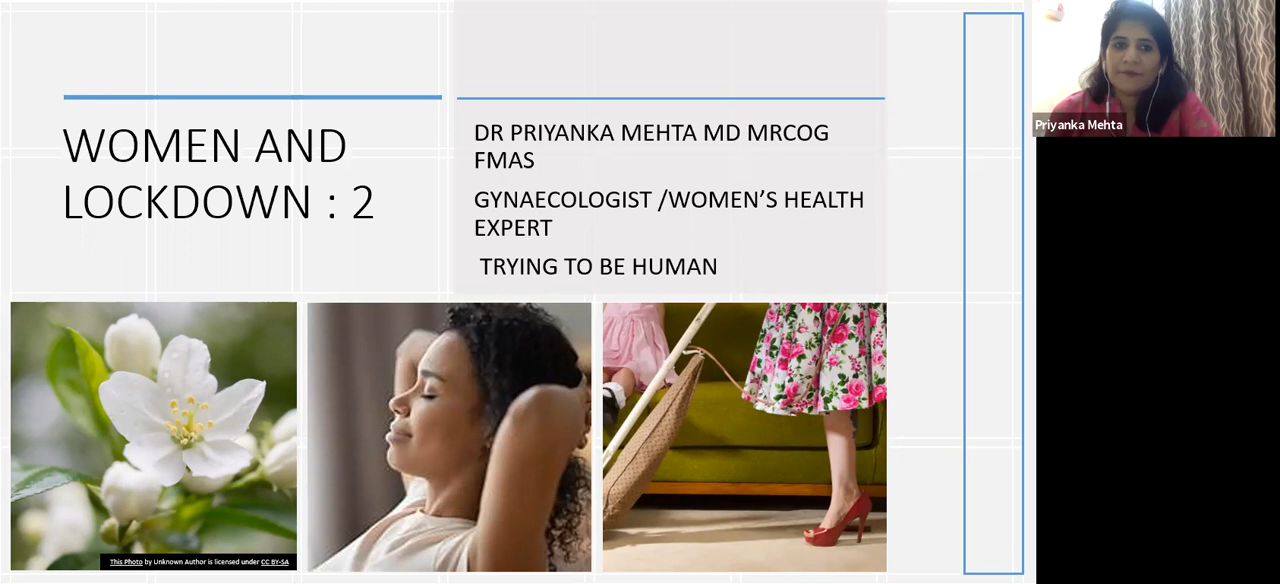 WOMEN AND
LOCKDOWN : 2
DR PRIYANKA MEHTA MD MRCOG
FMAS
GYNAECOLOGIST /WOMEN’S HEALTH
EXPERT
TRYING TO BE HUMAN
This Photo by Unknown Author is licensed under CC BY-SA
Priyanka Mehta